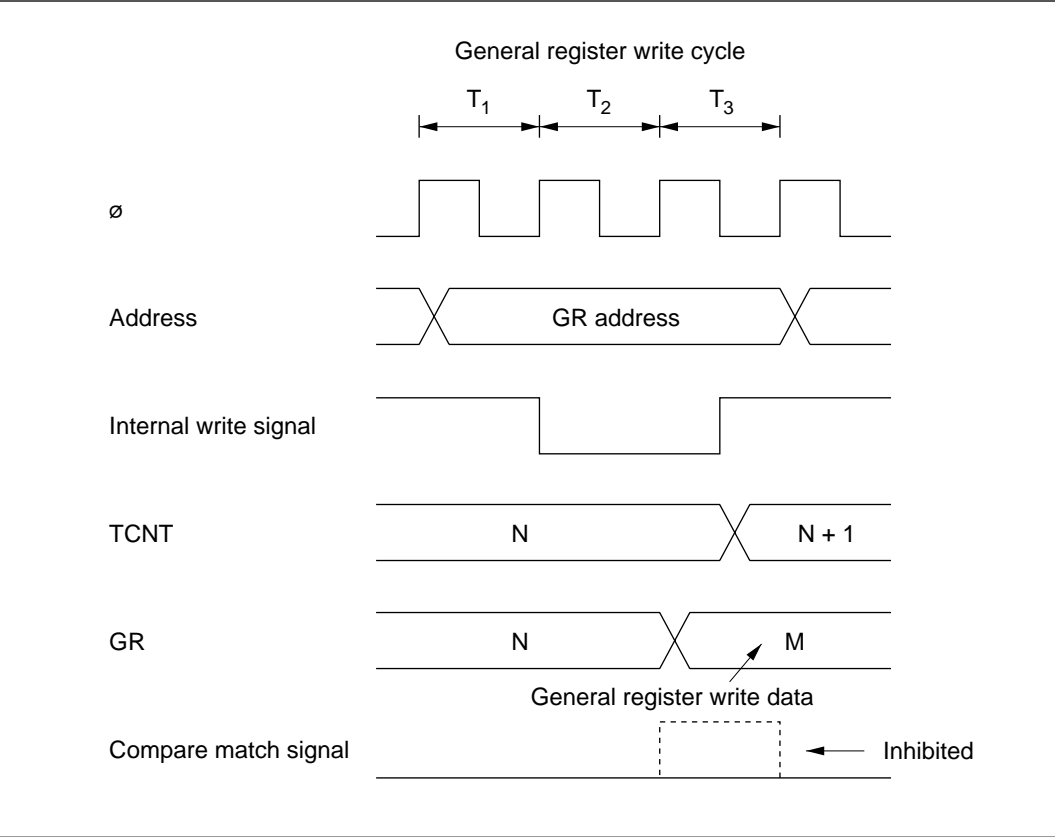 General register write cycle
T1 T2 T3
ø
Address GR address
Internal write signal
TCNT N N + 1
GR N M
General register write data
Compare match signal Inhibited